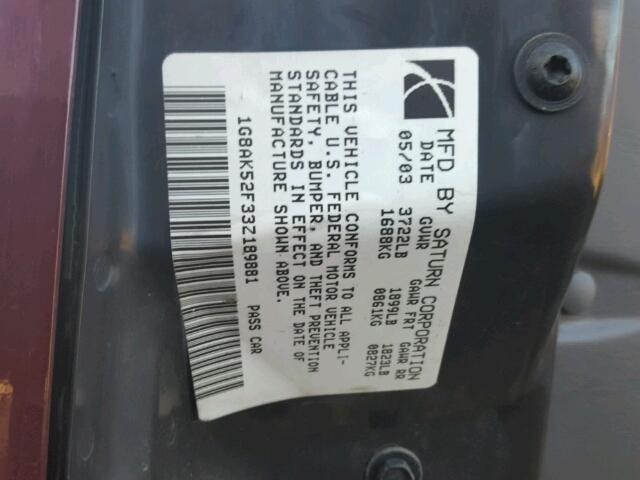 MFD BY SATURN CORPORATION
DATE GVWR GAWR FRT GAWR RR
05/03 3722LB 1899LB 1823LB
1688KG 0861KG 0827KG
THIS VEHICLE CONFORMS TO ALL APPLI-
CABLE U.S. FEDERAL MOTOR VEHICLE
SAFETY, BUMPER, AND THEFT PREVENTION
STANDARDS IN EFFECT ON THE DATE OF
MANUFACTURE SHOWN ABOVE.
1G8AK52F33Z189881 PASS CAR